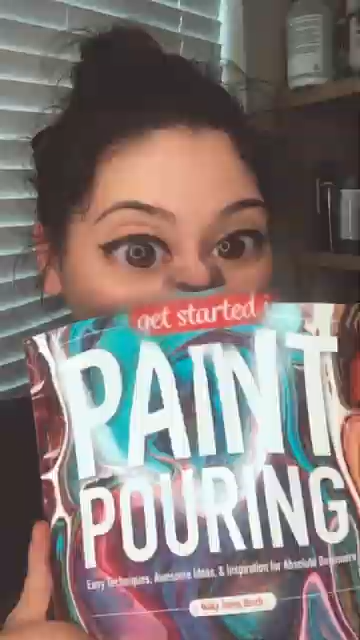 get started
PAINT
POURING
Easy Techniques, Awesome Ideas, & Inspiration for Absolute Beginners